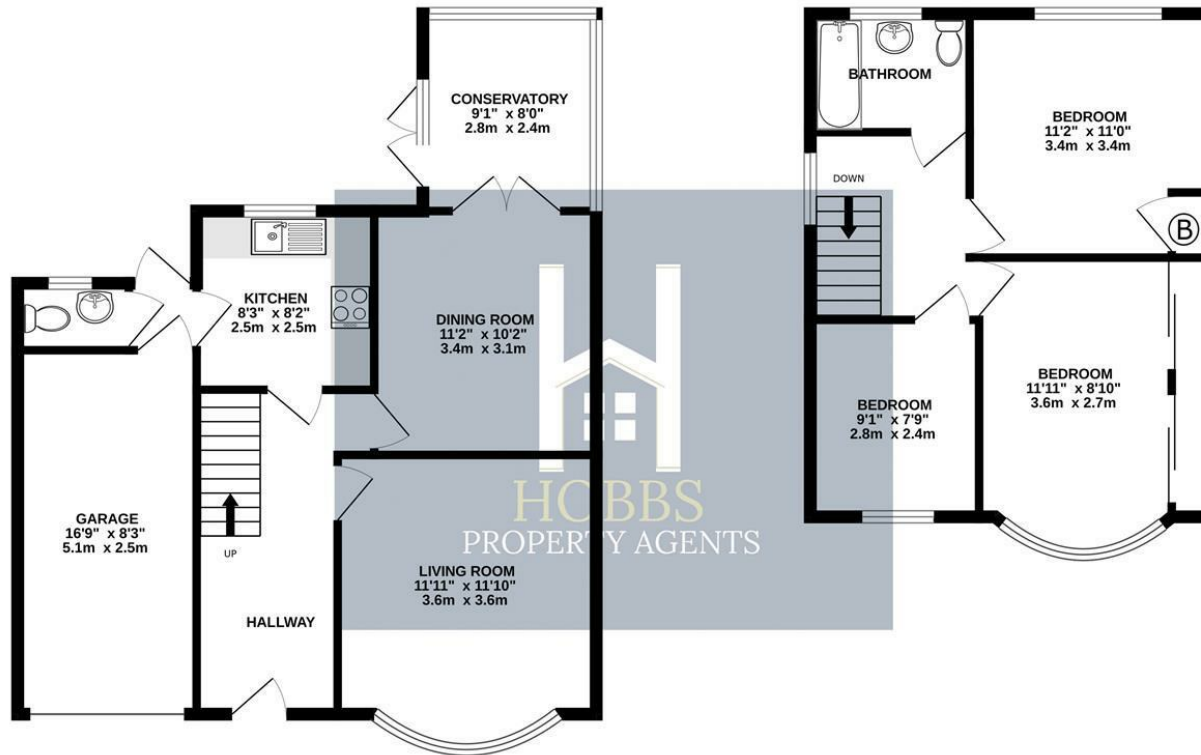 CONSERVATORY
9'1" x 8'0"
2.8m x 2.4m
KITCHEN
8'3" x 8'2"
2.5m x 2.5m
DINING ROOM
11'2" x 10'2"
3.4m x 3.1m
GARAGE
16'9" x 8'3"
5.1m x 2.5m
UP
HALLWAY
LIVING ROOM
11'11" x 11'10"
3.6m x 3.6m
BATHROOM
BEDROOM
11'2" x 11'0"
3.4m x 3.4m
DOWN
B
BEDROOM
9'1" x 7'9"
2.8m x 2.4m
BEDROOM
11'11" x 8'10"
3.6m x 2.7m
H
HOBBS
PROPERTY AGENTS